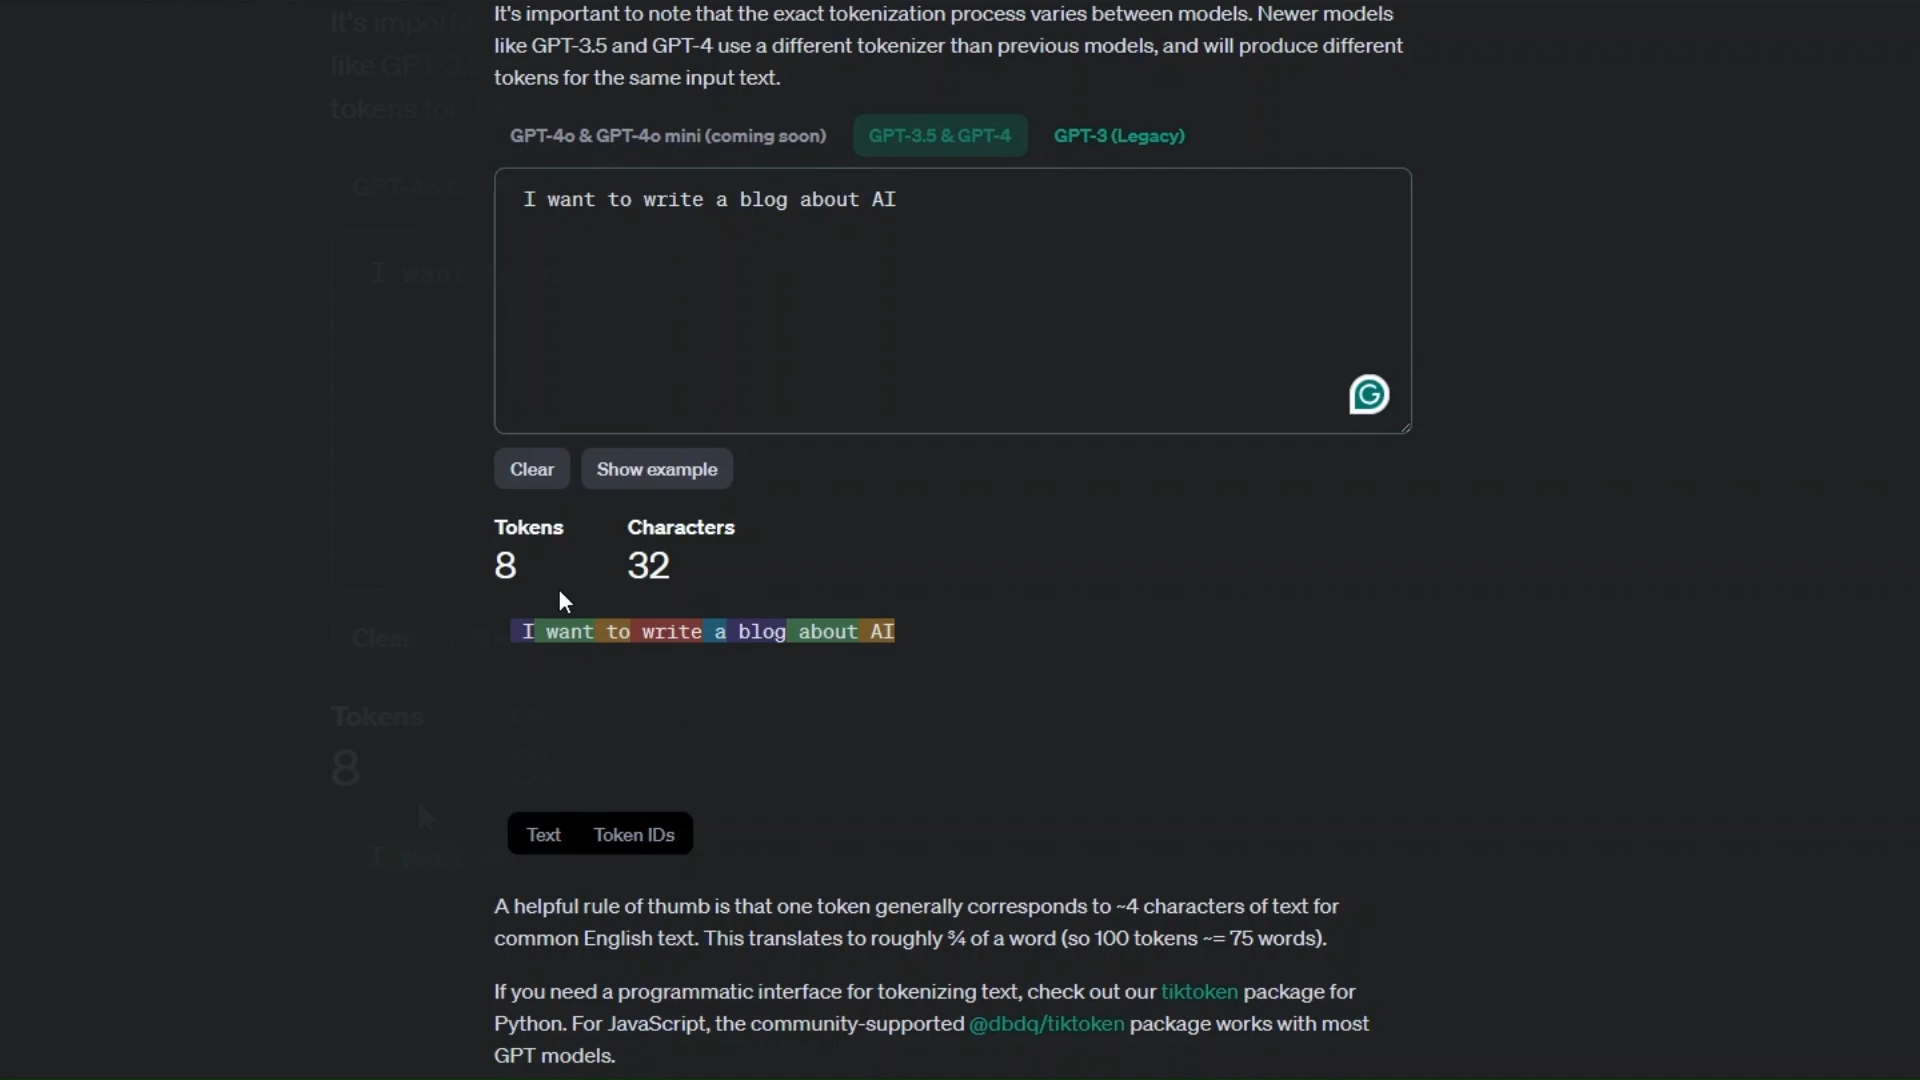 It's important to note that the exact tokenization process varies between models. Newer models
like GPT-3.5 and GPT-4 use a different tokenizer than previous models, and will produce different
tokens for the same input text.
GPT-4o & GPT-4o mini (coming soon) GPT-3.5 & GPT-4 GPT-3 (Legacy)
I want to write a blog about AI
Clear Show example
Tokens Characters
8 32
I want to write a blog about AI
Text Token IDs
A helpful rule of thumb is that one token generally corresponds to ~4 characters of text for
common English text. This translates to roughly ¾ of a word (so 100 tokens ~= 75 words).
If you need a programmatic interface for tokenizing text, check out our tiktoken package for
Python. For JavaScript, the community-supported @dbdq/tiktoken package works with most
GPT models.